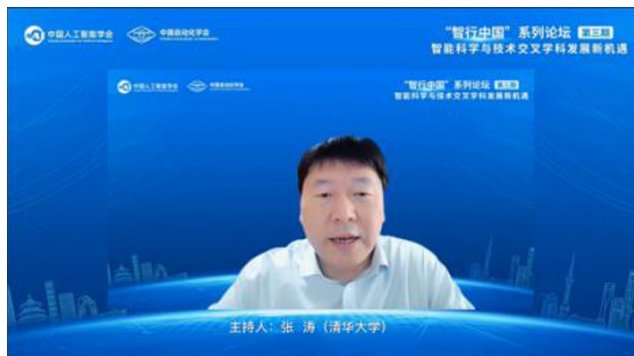 中国人工智能学会
中国自动化学会
“智行中国”系列论坛 第三期
智能科学与技术交叉学科发展新机遇
中国人工智能学会
中国自动化学会
“智行中国”系列论坛 第三期
智能科学与技术交叉学科发展新机遇
主持人：张 涛（清华大学）